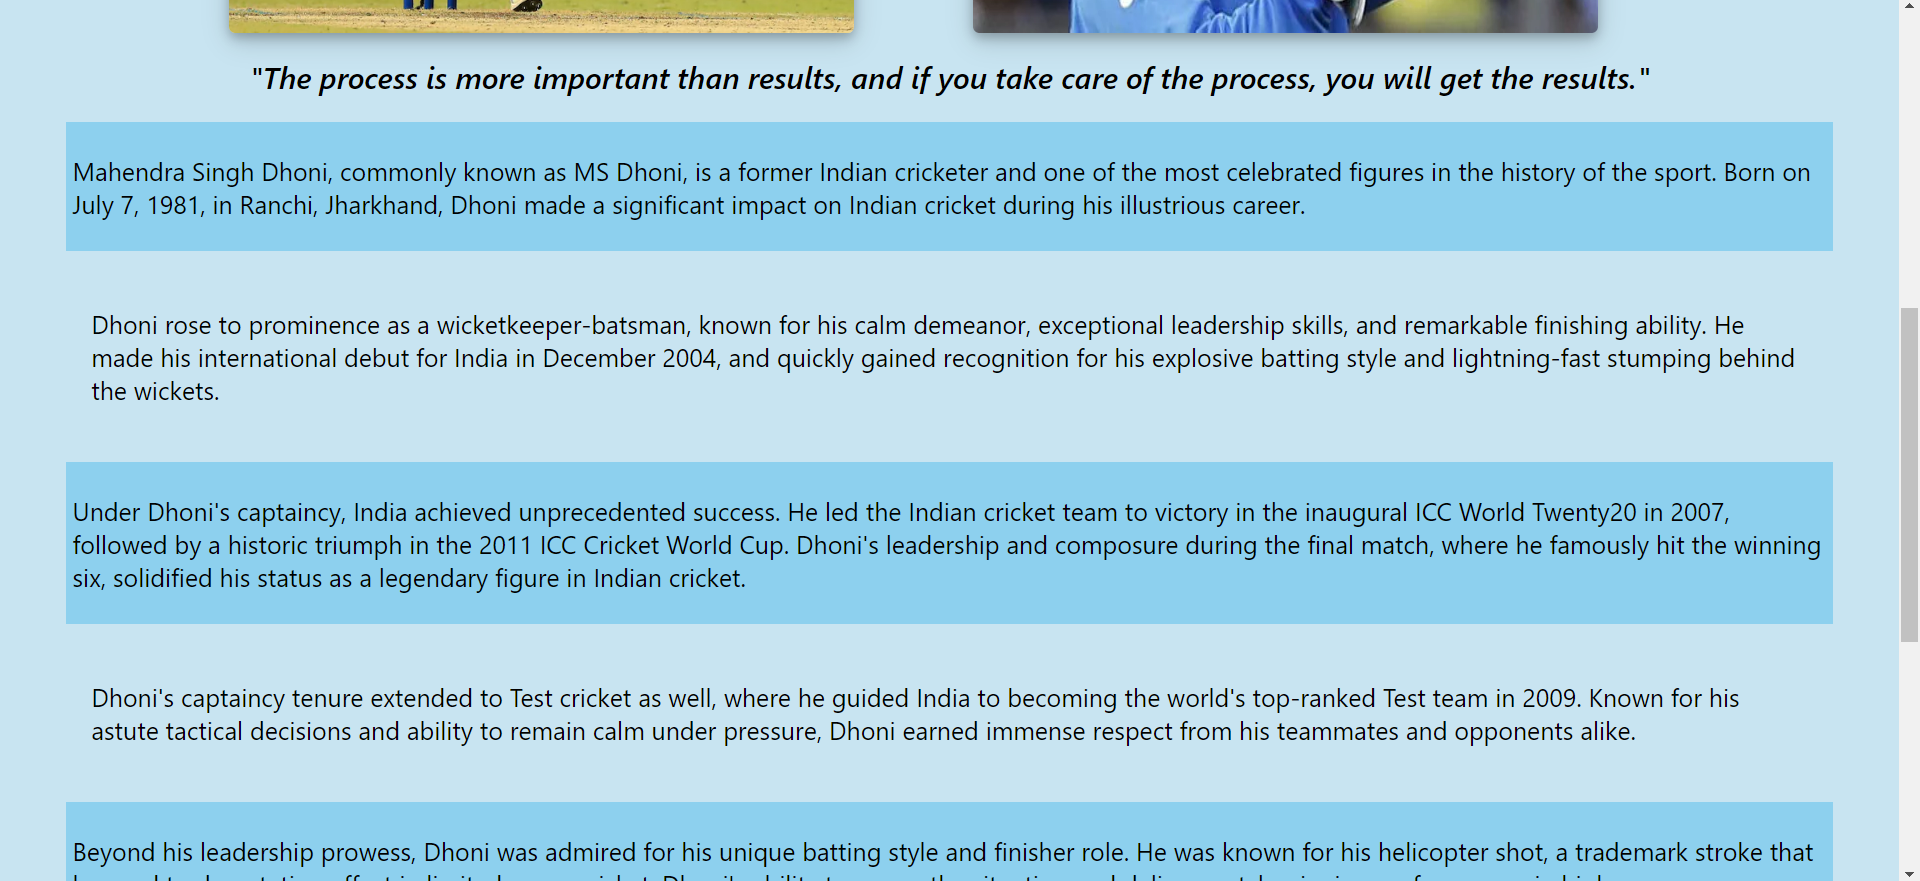 "The process is more important than results, and if you take care of the process, you will get the results."
Mahendra Singh Dhoni, commonly known as MS Dhoni, is a former Indian cricketer and one of the most celebrated figures in the history of the sport. Born on
July 7, 1981, in Ranchi, Jharkhand, Dhoni made a significant impact on Indian cricket during his illustrious career.
Dhoni rose to prominence as a wicketkeeper-batsman, known for his calm demeanor, exceptional leadership skills, and remarkable finishing ability. He
made his international debut for India in December 2004, and quickly gained recognition for his explosive batting style and lightning-fast stumping behind
the wickets.
Under Dhoni's captaincy, India achieved unprecedented success. He led the Indian cricket team to victory in the inaugural ICC World Twenty20 in 2007,
followed by a historic triumph in the 2011 ICC Cricket World Cup. Dhoni's leadership and composure during the final match, where he famously hit the winning
six, solidified his status as a legendary figure in Indian cricket.
Dhoni's captaincy tenure extended to Test cricket as well, where he guided India to becoming the world's top-ranked Test team in 2009. Known for his
astute tactical decisions and ability to remain calm under pressure, Dhoni earned immense respect from his teammates and opponents alike.
Beyond his leadership prowess, Dhoni was admired for his unique batting style and finisher role. He was known for his helicopter shot, a trademark stroke that